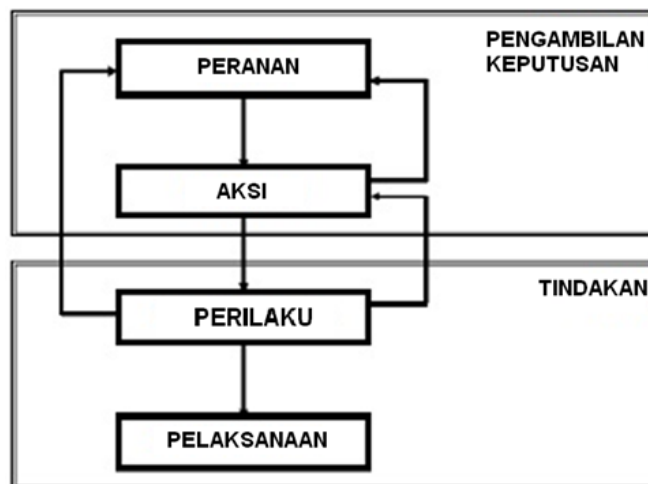 PENGAMBILAN
KEPUTUSAN
PERANAN
AKSI
TINDAKAN
PERILAKU
PELAKSANAAN